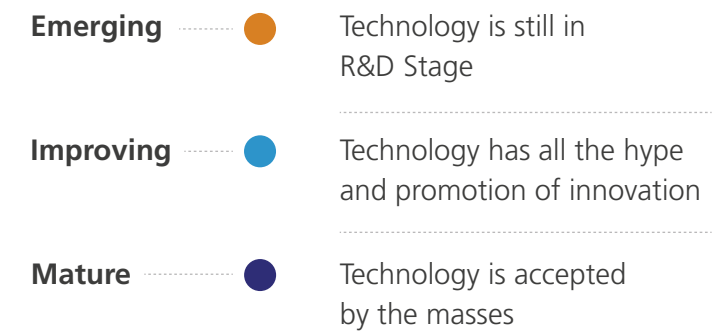 Emerging
Technology is still in
R&D Stage
Improving
Technology has all the hype
and promotion of innovation
Mature
Technology is accepted
by the masses